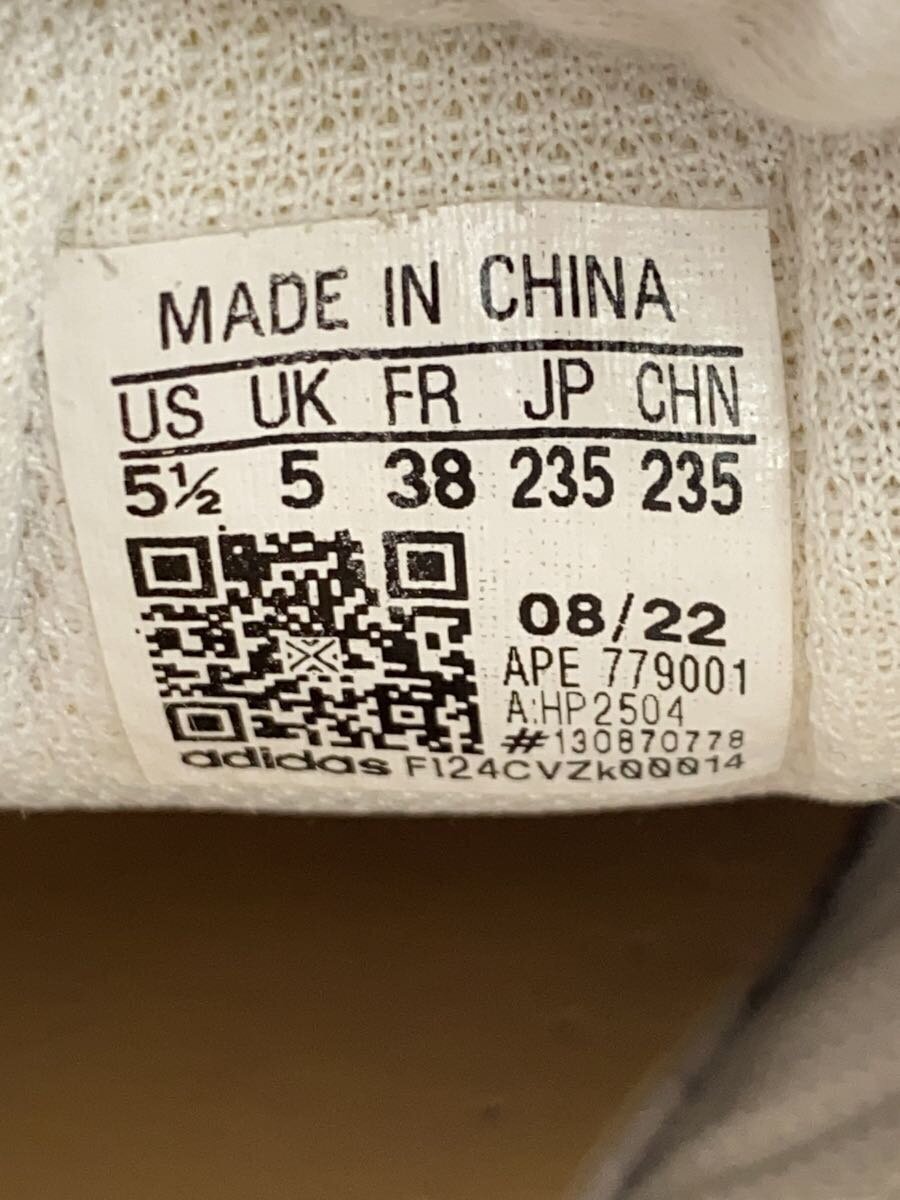 MADE IN CHINA
US UK FR JP CHN
5½ 5 38 235 235
08/22
APE 779001
A:HP2504
#130870778
adidas F124CVZk00014